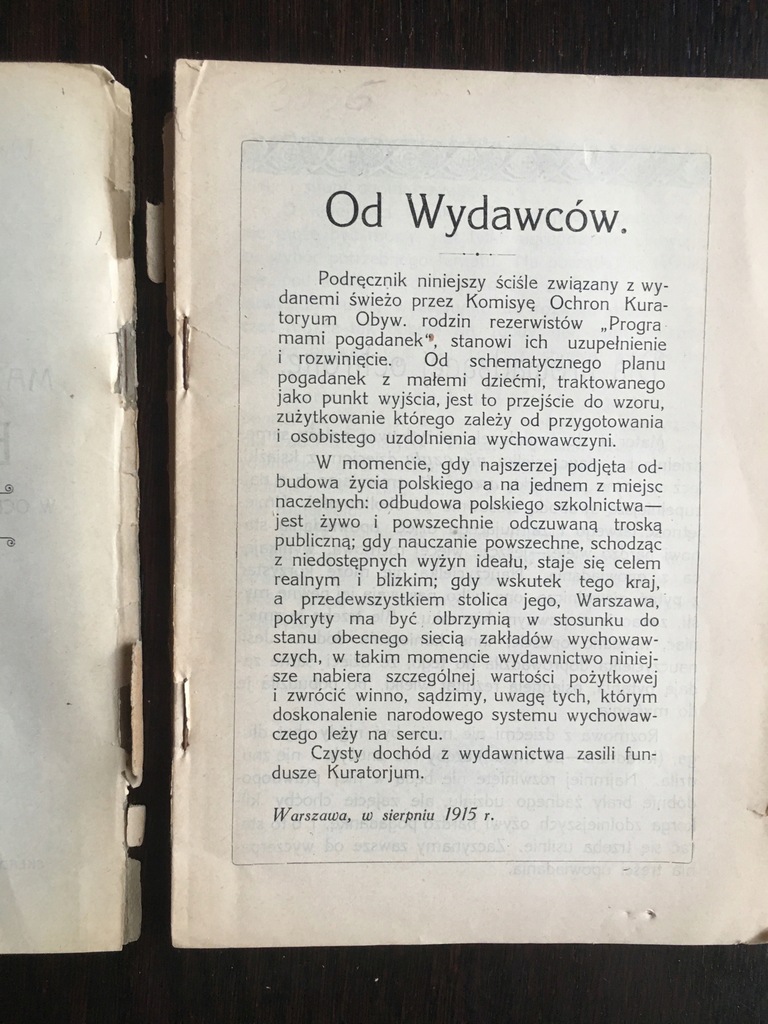 Od Wydawców.
Podręcznik niniejszy ściśle związany z wy-
danemi świeżo przez Komisyę Ochron Kura-
toryum Obyw. rodzin rezerwistów „Progra
mami pogadanek“, stanowi ich uzupełnienie
i rozwinięcie. Od schematycznego planu
pogadanek z małemi dziećmi, traktowanego
jako punkt wyjścia, jest to przejście do wzoru,
zużytkowanie którego zależy od przygotowania
i osobistego uzdolnienia wychowawczyni.
W momencie, gdy najszerzej podjęta od-
budowa życia polskiego a na jednem z miejsc
naczelnych: odbudowa polskiego szkolnictwa—
jest żywo i powszechnie odczuwaną troską
publiczną; gdy nauczanie powszechne, schodząc
z niedostępnych wyżyn ideału, staje się celem
realnym i blizkim; gdy wskutek tego kraj,
a przedewszystkiem stolica jego, Warszawa,
pokryty ma być olbrzymią w stosunku do
stanu obecnego siecią zakładów wychowaw-
czych, w takim momencie wydawnictwo niniej-
sze nabiera szczególnej wartości pożytkowej
i zwrócić winno, sądzimy, uwagę tych, którym
doskonalenie narodowego systemu wychowaw-
czego leży na sercu.
Czysty dochód z wydawnictwa zasili fun-
dusze Kuratorjum.
Warszawa, w sierpniu 1915 r.